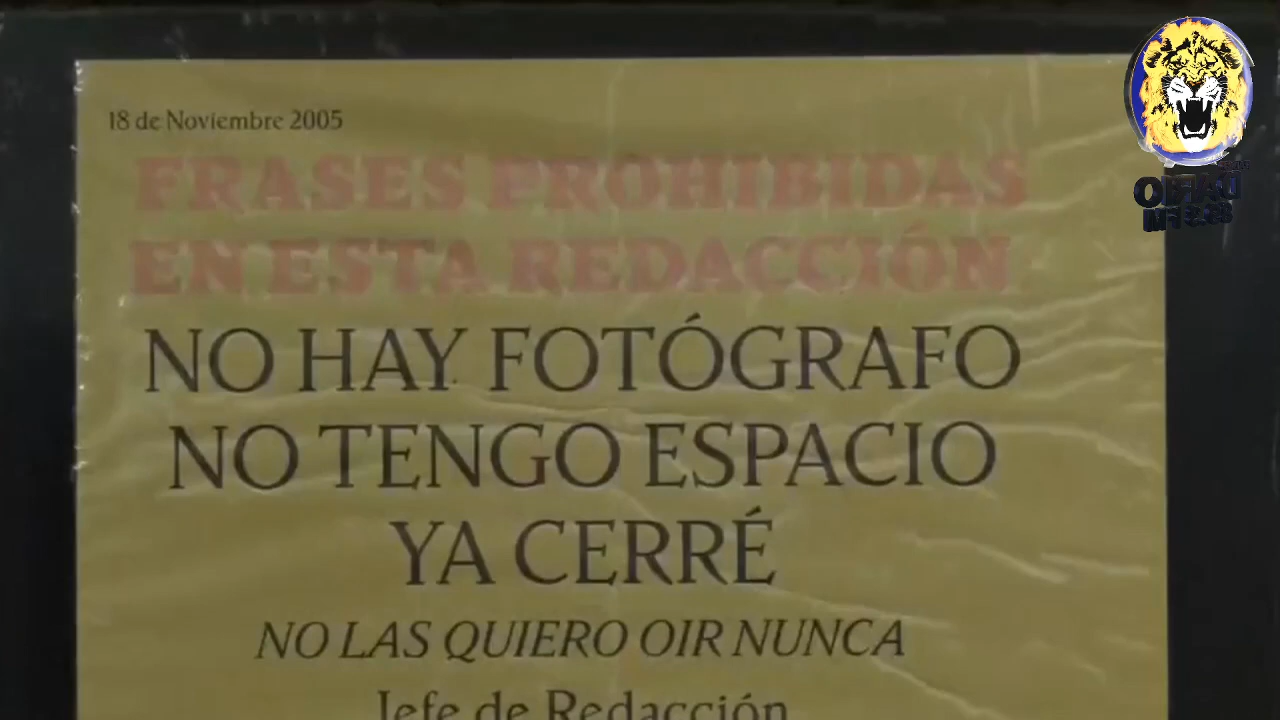 18 de Noviembre 2005
FRASES PROHIBIDAS
EN ESTA REDACCIÓN
NO HAY FOTÓGRAFO
NO TENGO ESPACIO
YA CERRÉ
NO LAS QUIERO OIR NUNCA
Jefe de Redacción